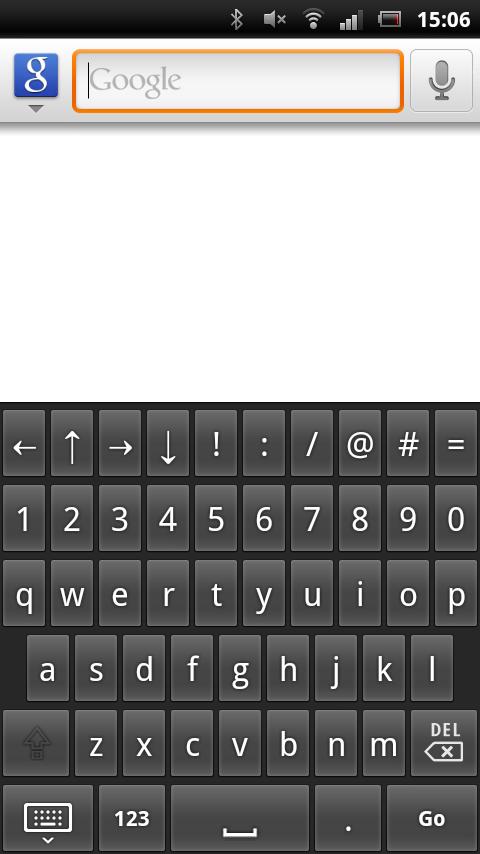 15:06
g Google
← ↑ → ↓ ! : / @ # =
1 2 3 4 5 6 7 8 9 0
q w e r t y u i o p
a s d f g h j k l
z x c v b n m DEL
123 . Go